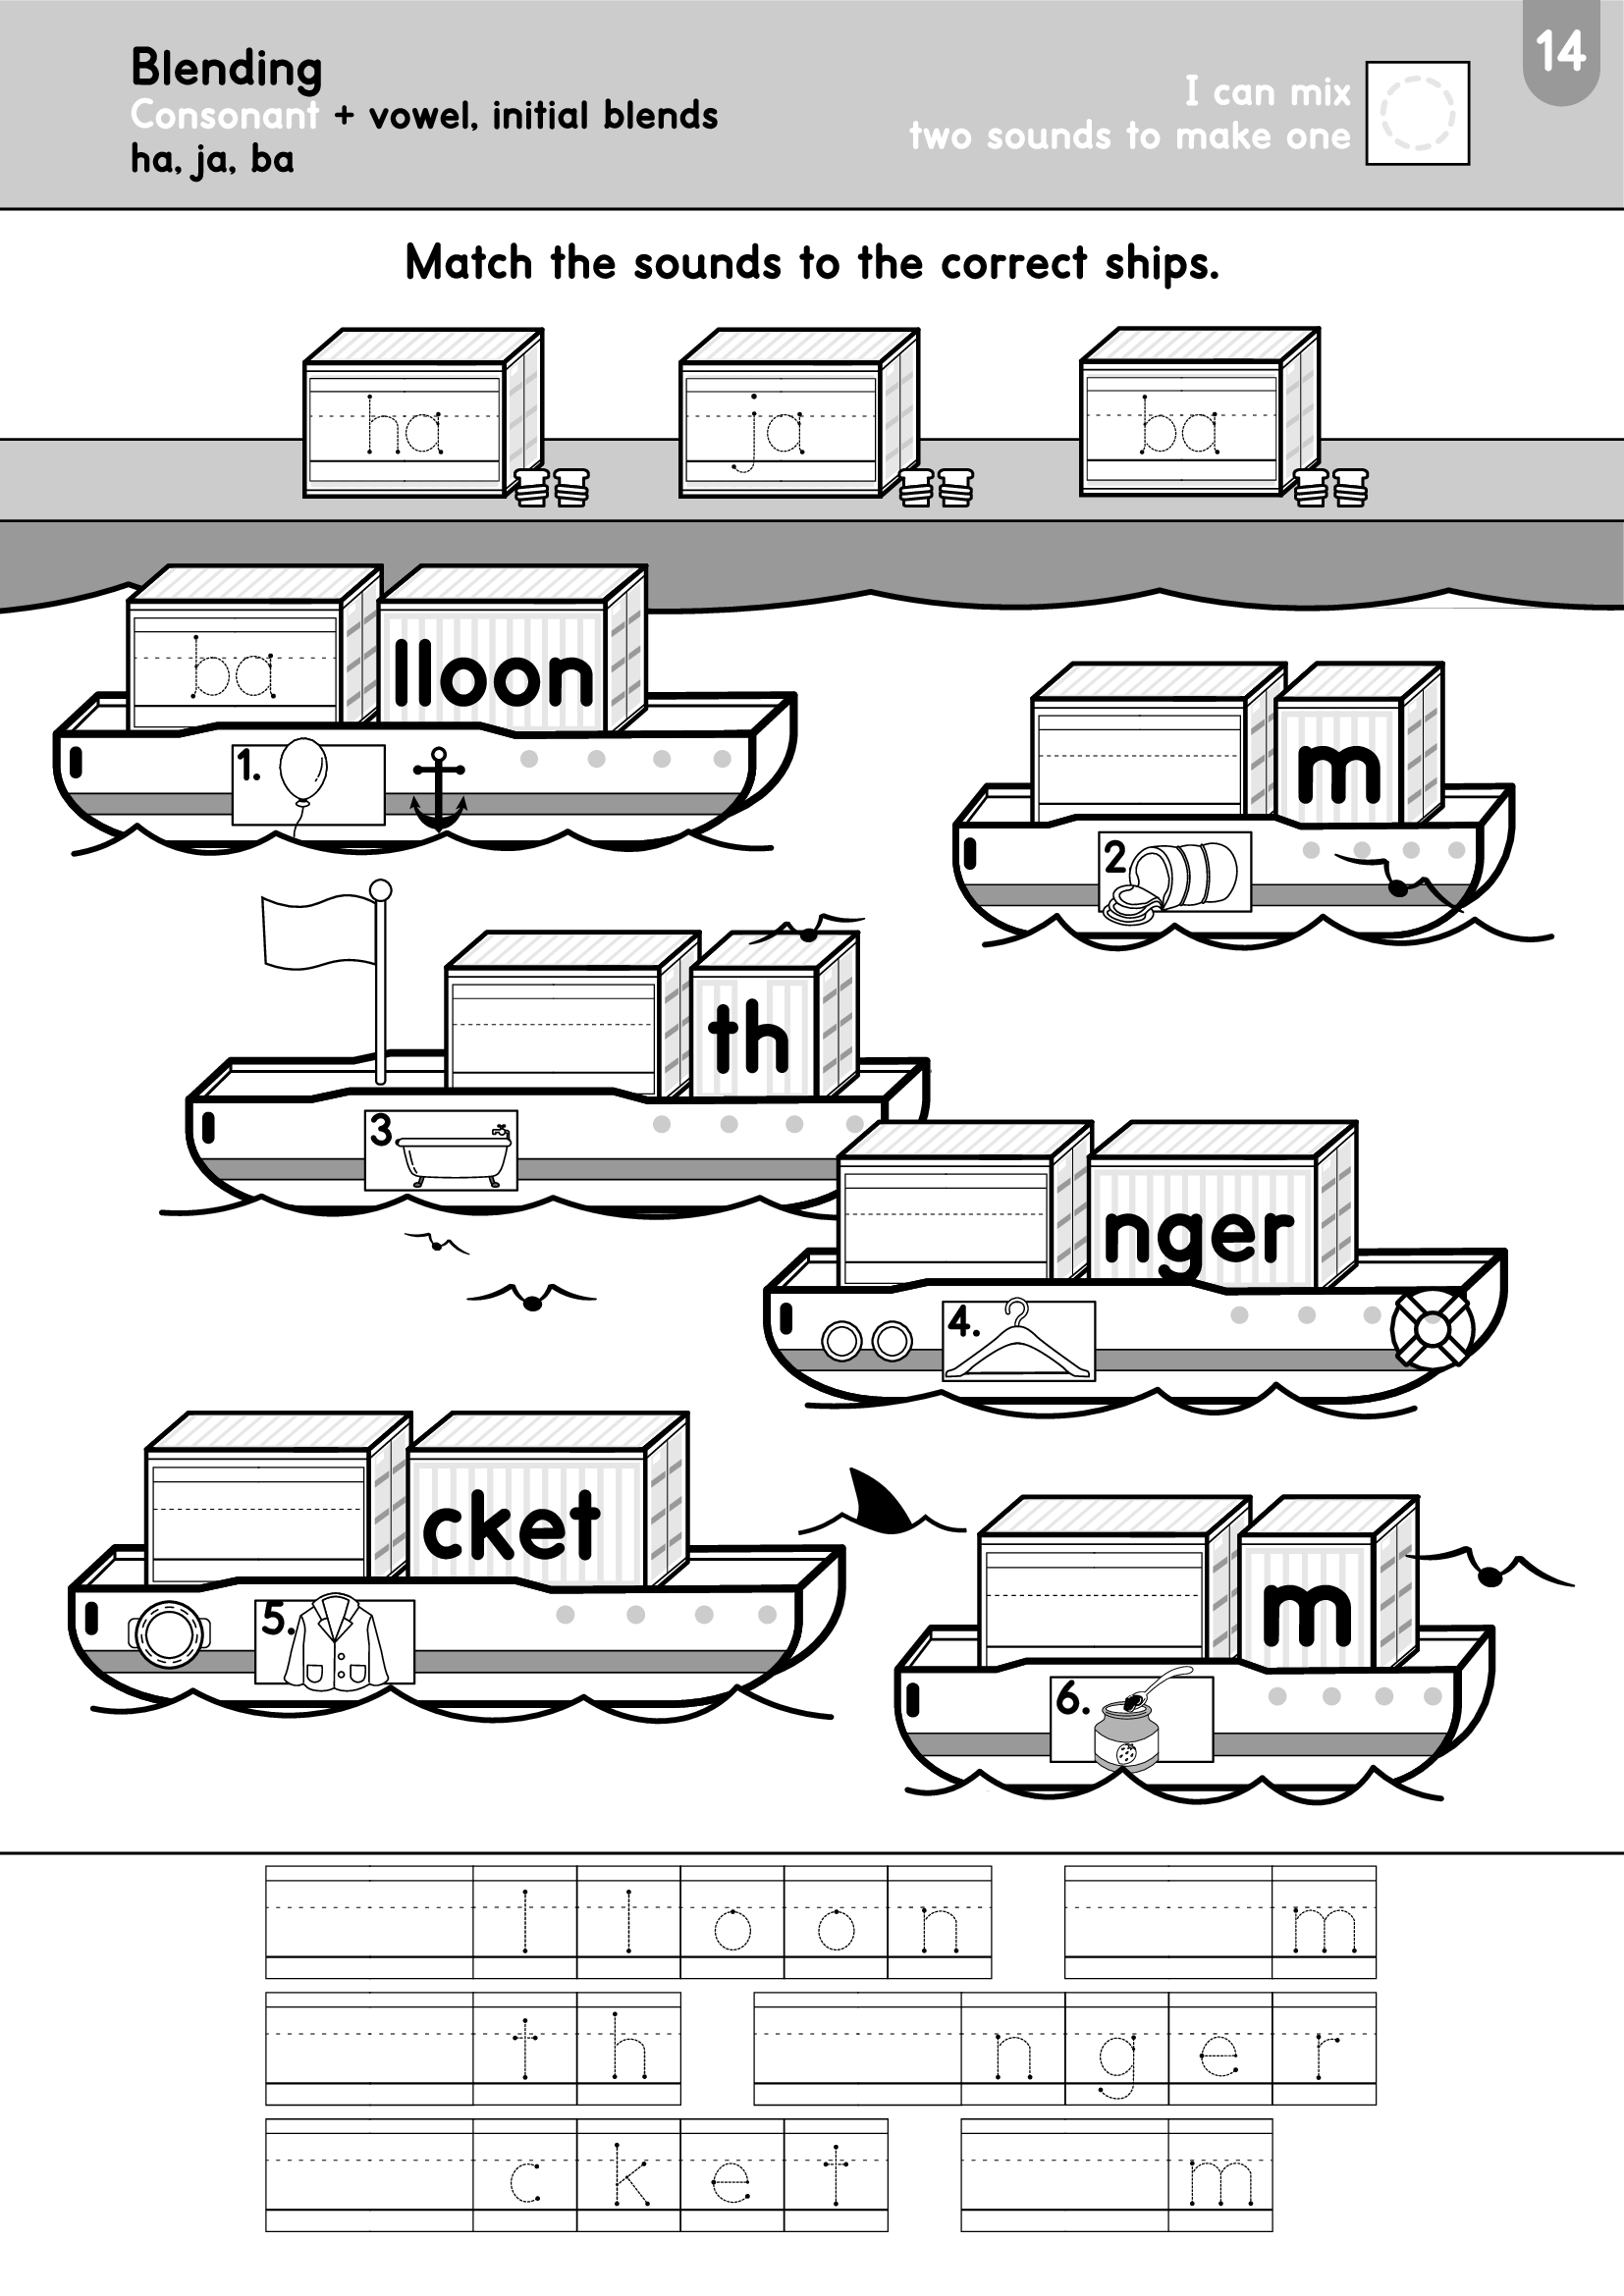 14
Blending
Consonant + vowel, initial blends
ha, ja, ba
I can mix
two sounds to make one
Match the sounds to the correct ships.
ha ja ba
ba lloon
1.
m
2
th
3.
nger
4.
cket
5.
m
6.
l l o o n m
t h n g e r
c k e t m